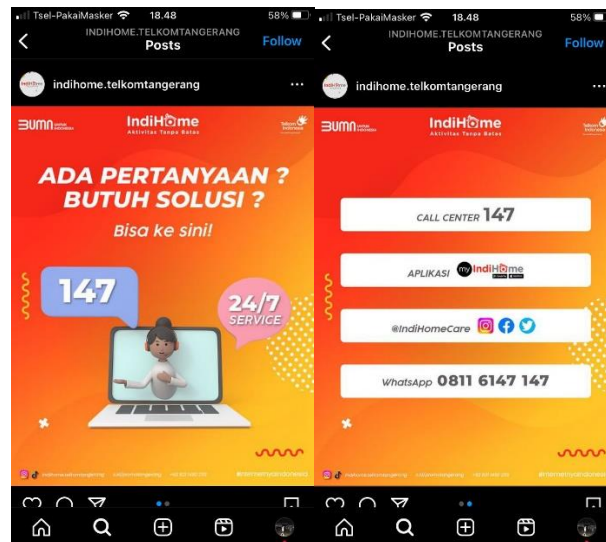 Tsel-PakaiMasker 18.48 58%
INDIHOME.TELKOMTANGERANG
Posts
Follow
indihome.telkomtangerang
BUMN
IndiHome
Aktivitas Tanpa Batas
Telkom
Indonesia
ADA PERTANYAAN ?
BUTUH SOLUSI ?
Bisa ke sini!
147
24/7
SERVICE
Tsel-PakaiMasker 18.48 58%
INDIHOME.TELKOMTANGERANG
Posts
Follow
indihome.telkomtangerang
BUMN
IndiHome
Aktivitas Tanpa Batas
CALL CENTER 147
APLIKASI my IndiHome
@IndiHomeCare
WhatsApp 0811 6147 147